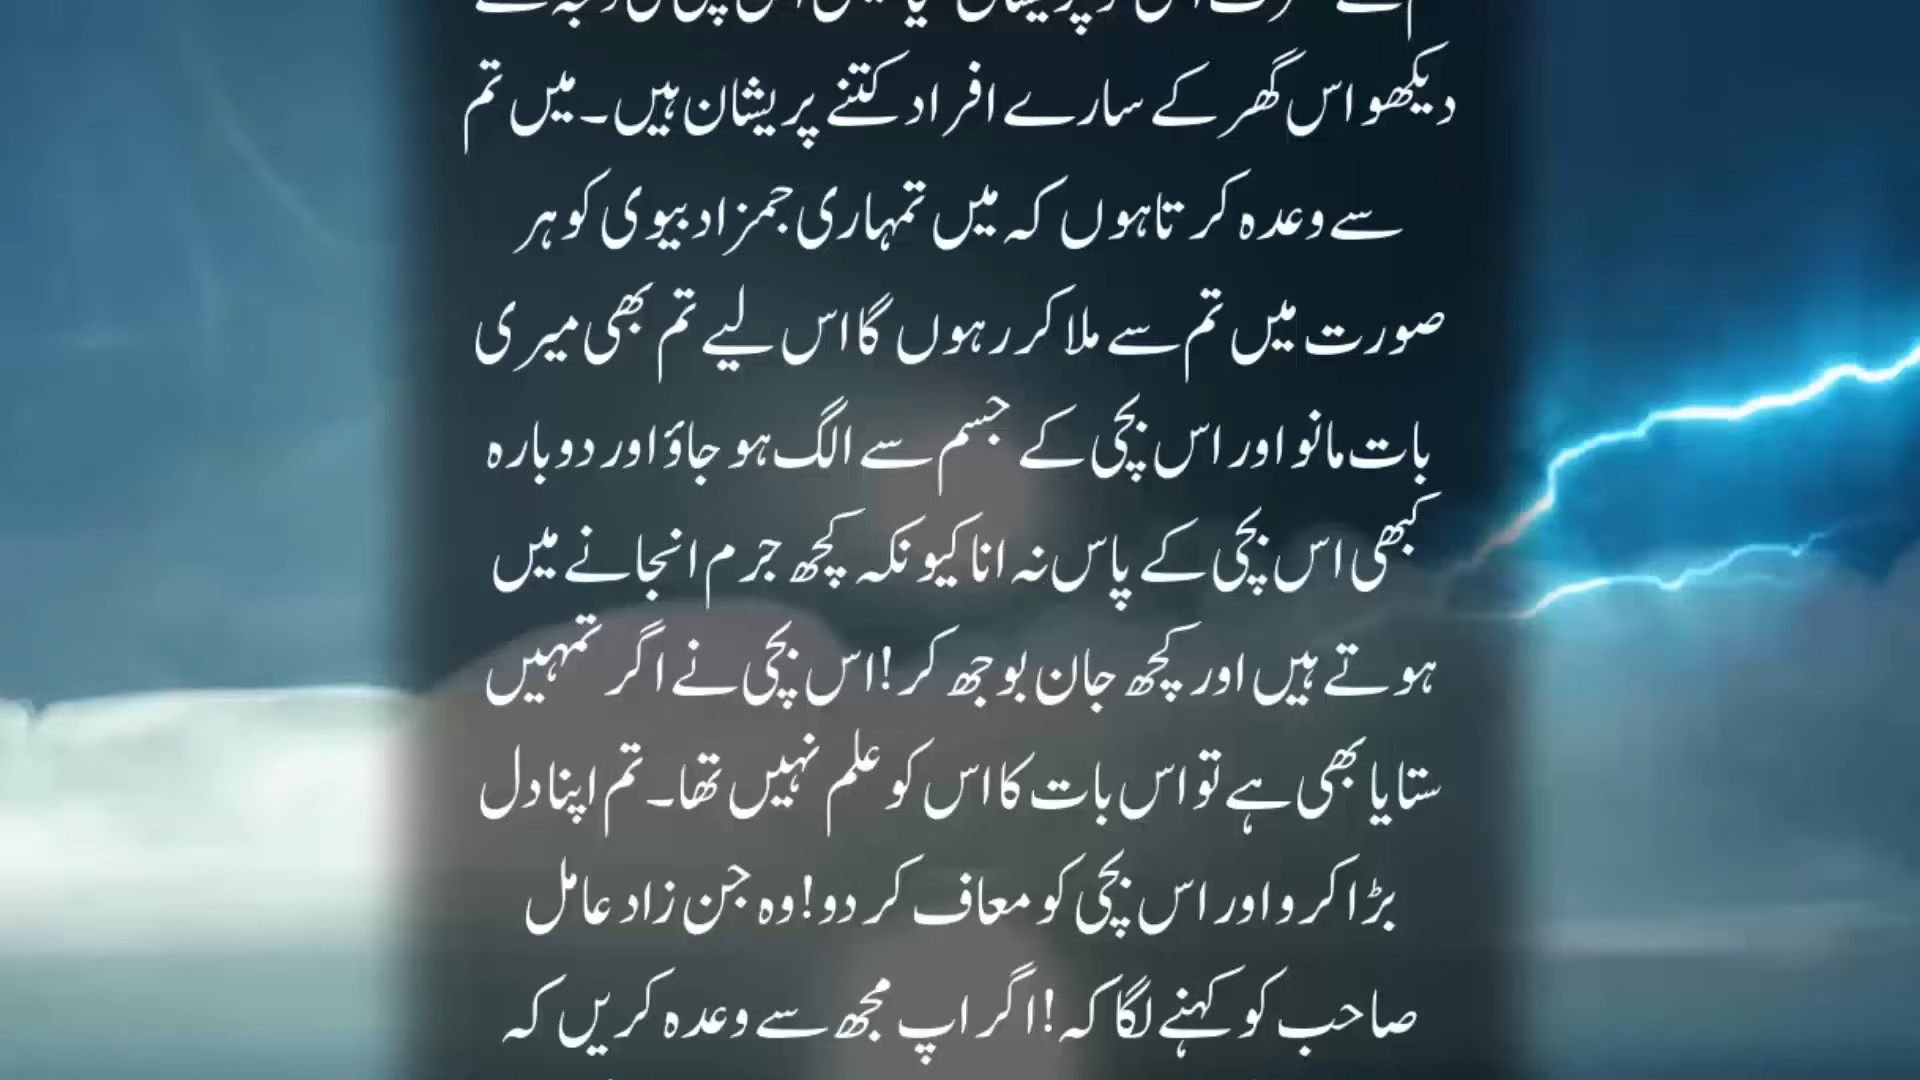 دیکھو اس گھر کے سارے افراد کتنے پریشان ہیں۔ میں تم
سے وعدہ کرتا ہوں کہ میں تمہاری جمزاد بیوی کو ہر
صورت میں تم سے ملا کر رہوں گا اس لیے تم بھی میری
بات مانو اور اس بچی کے جسم سے الگ ہو جاؤ اور دوبارہ
کبھی اس بچی کے پاس نہ انا کیونکہ کچھ جرم انجانے میں
ہوتے ہیں اور کچھ جان بوجھ کر! اس بچی نے اگر تمہیں
ستایا بھی ہے تو اس بات کا اس کو علم نہیں تھا۔ تم اپنا دل
بڑا کرو اور اس بچی کو معاف کر دو! وہ جن زاد عامل
صاحب کو کہنے لگا کہ! اگر اپ مجھ سے وعدہ کریں کہ